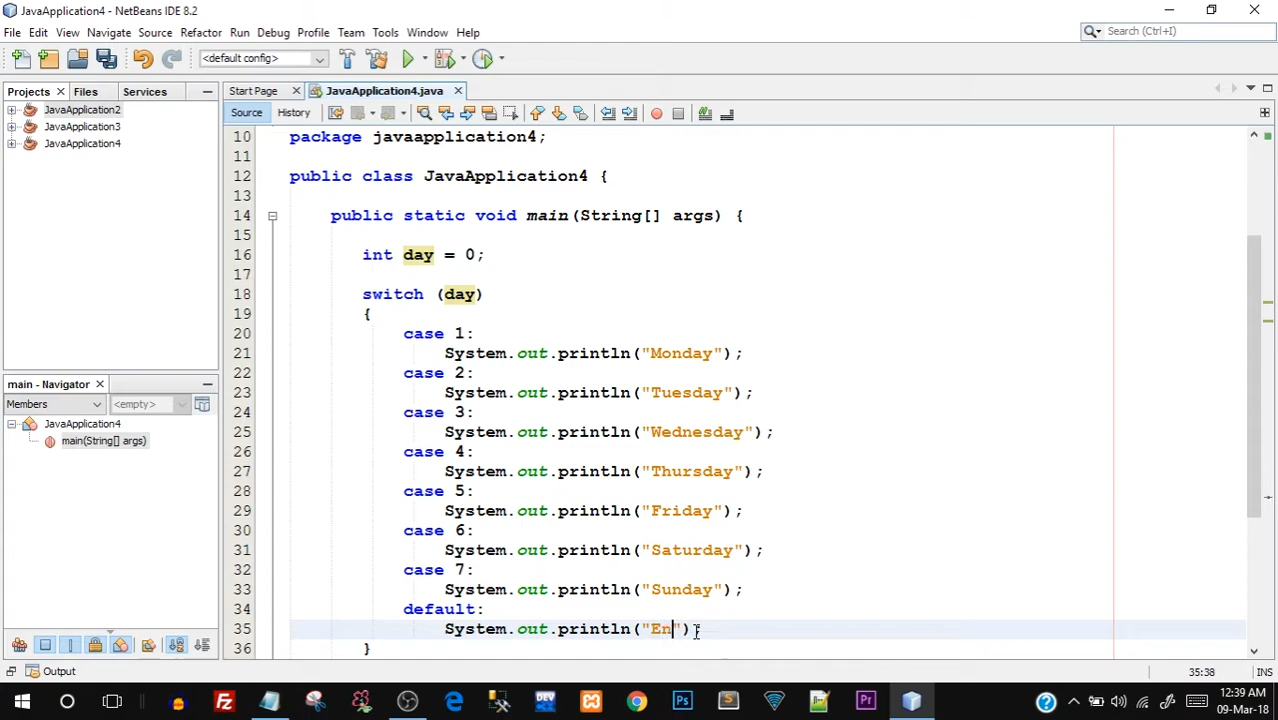 JavaApplication4 - NetBeans IDE 8.2
File Edit View Navigate Source Refactor Run Debug Profile Team Tools Window Help
Search (Ctrl+I)
<default config>
Projects Files Services
Start Page JavaApplication4.java
JavaApplication2
JavaApplication3
JavaApplication4
Source History
10 package javaapplication4;
11
12 public class JavaApplication4 {
13
14 public static void main(String[] args) {
15
16 int day = 0;
17
18 switch (day)
19 {
20 case 1:
21 System.out.println("Monday");
22 case 2:
23 System.out.println("Tuesday");
24 case 3:
25 System.out.println("Wednesday");
26 case 4:
27 System.out.println("Thursday");
28 case 5:
29 System.out.println("Friday");
30 case 6:
31 System.out.println("Saturday");
32 case 7:
33 System.out.println("Sunday");
34 default:
35 System.out.println("En");
36 }
main - Navigator
Members <empty>
JavaApplication4
main(String[] args)
Output
35:38 INS
12:39 AM
09-Mar-18